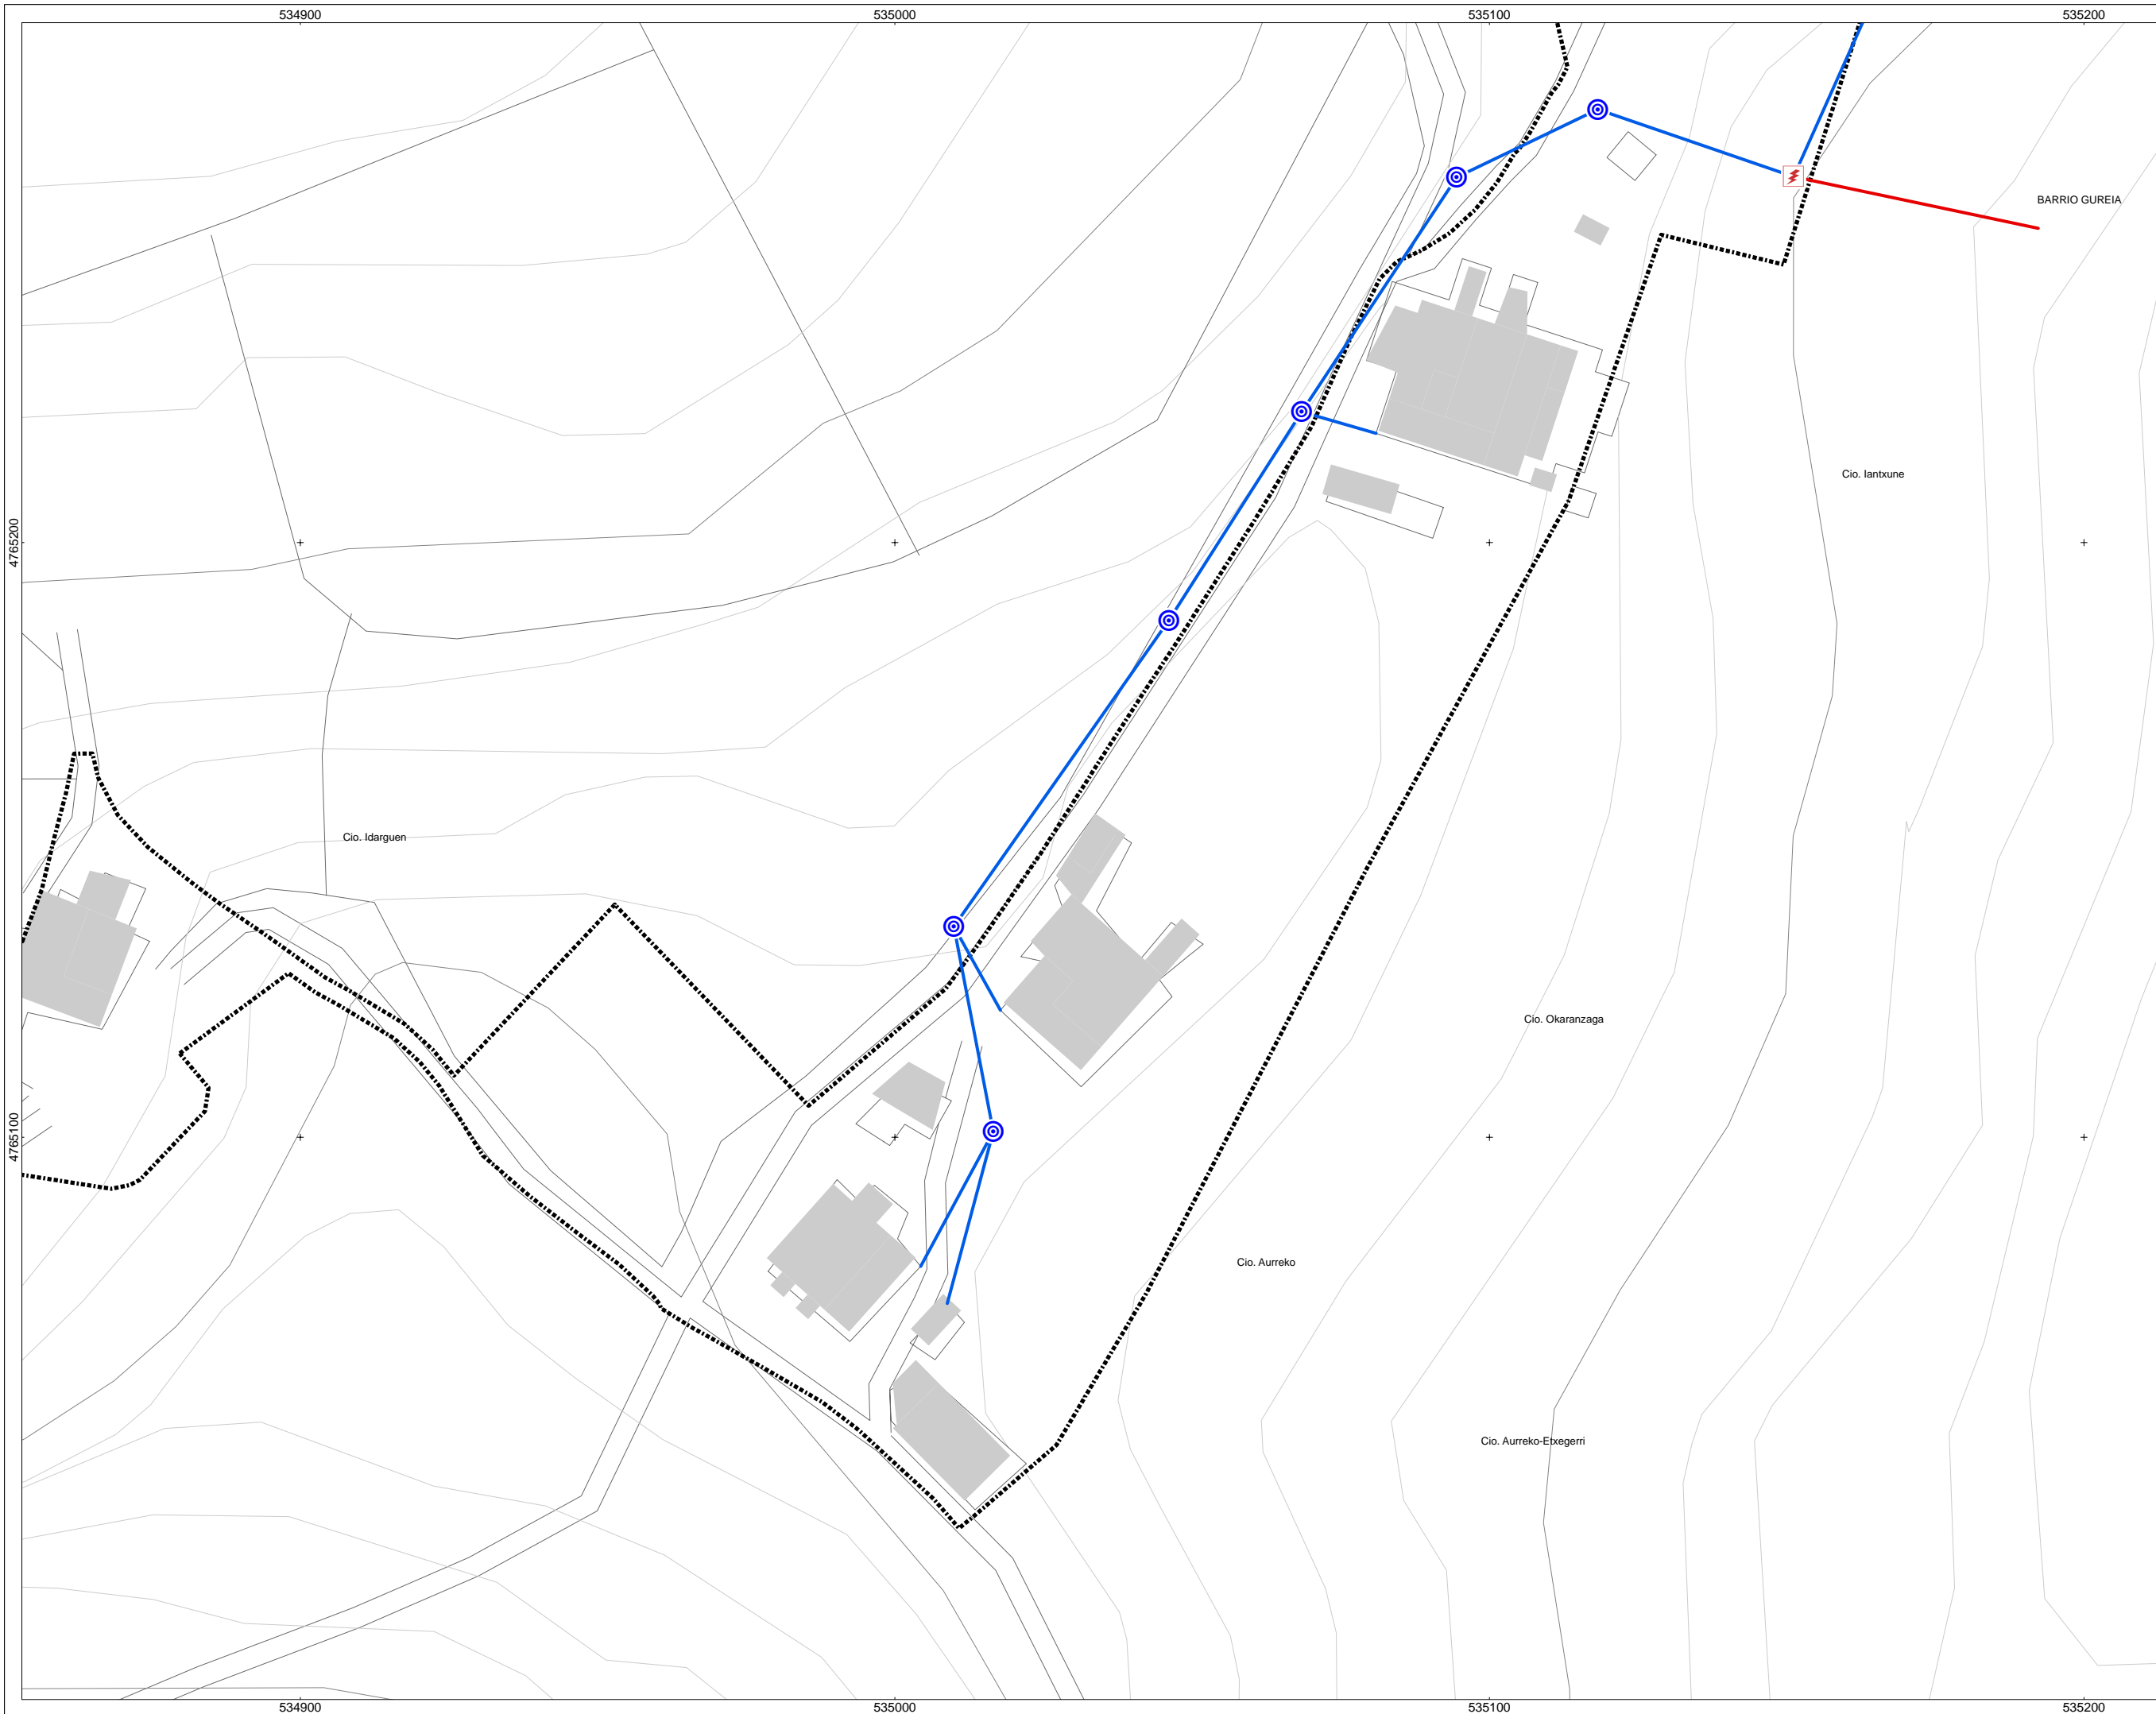 534900
535000
535100
535200
BARRIO GUREIA
Cio. Iantxune
4765200
Cio. Idarguen
Cio. Okaranzaga
4765100
Cio. Aurreko
Cio. Aurreko-Etxegerri
534900
535000
535100
535200